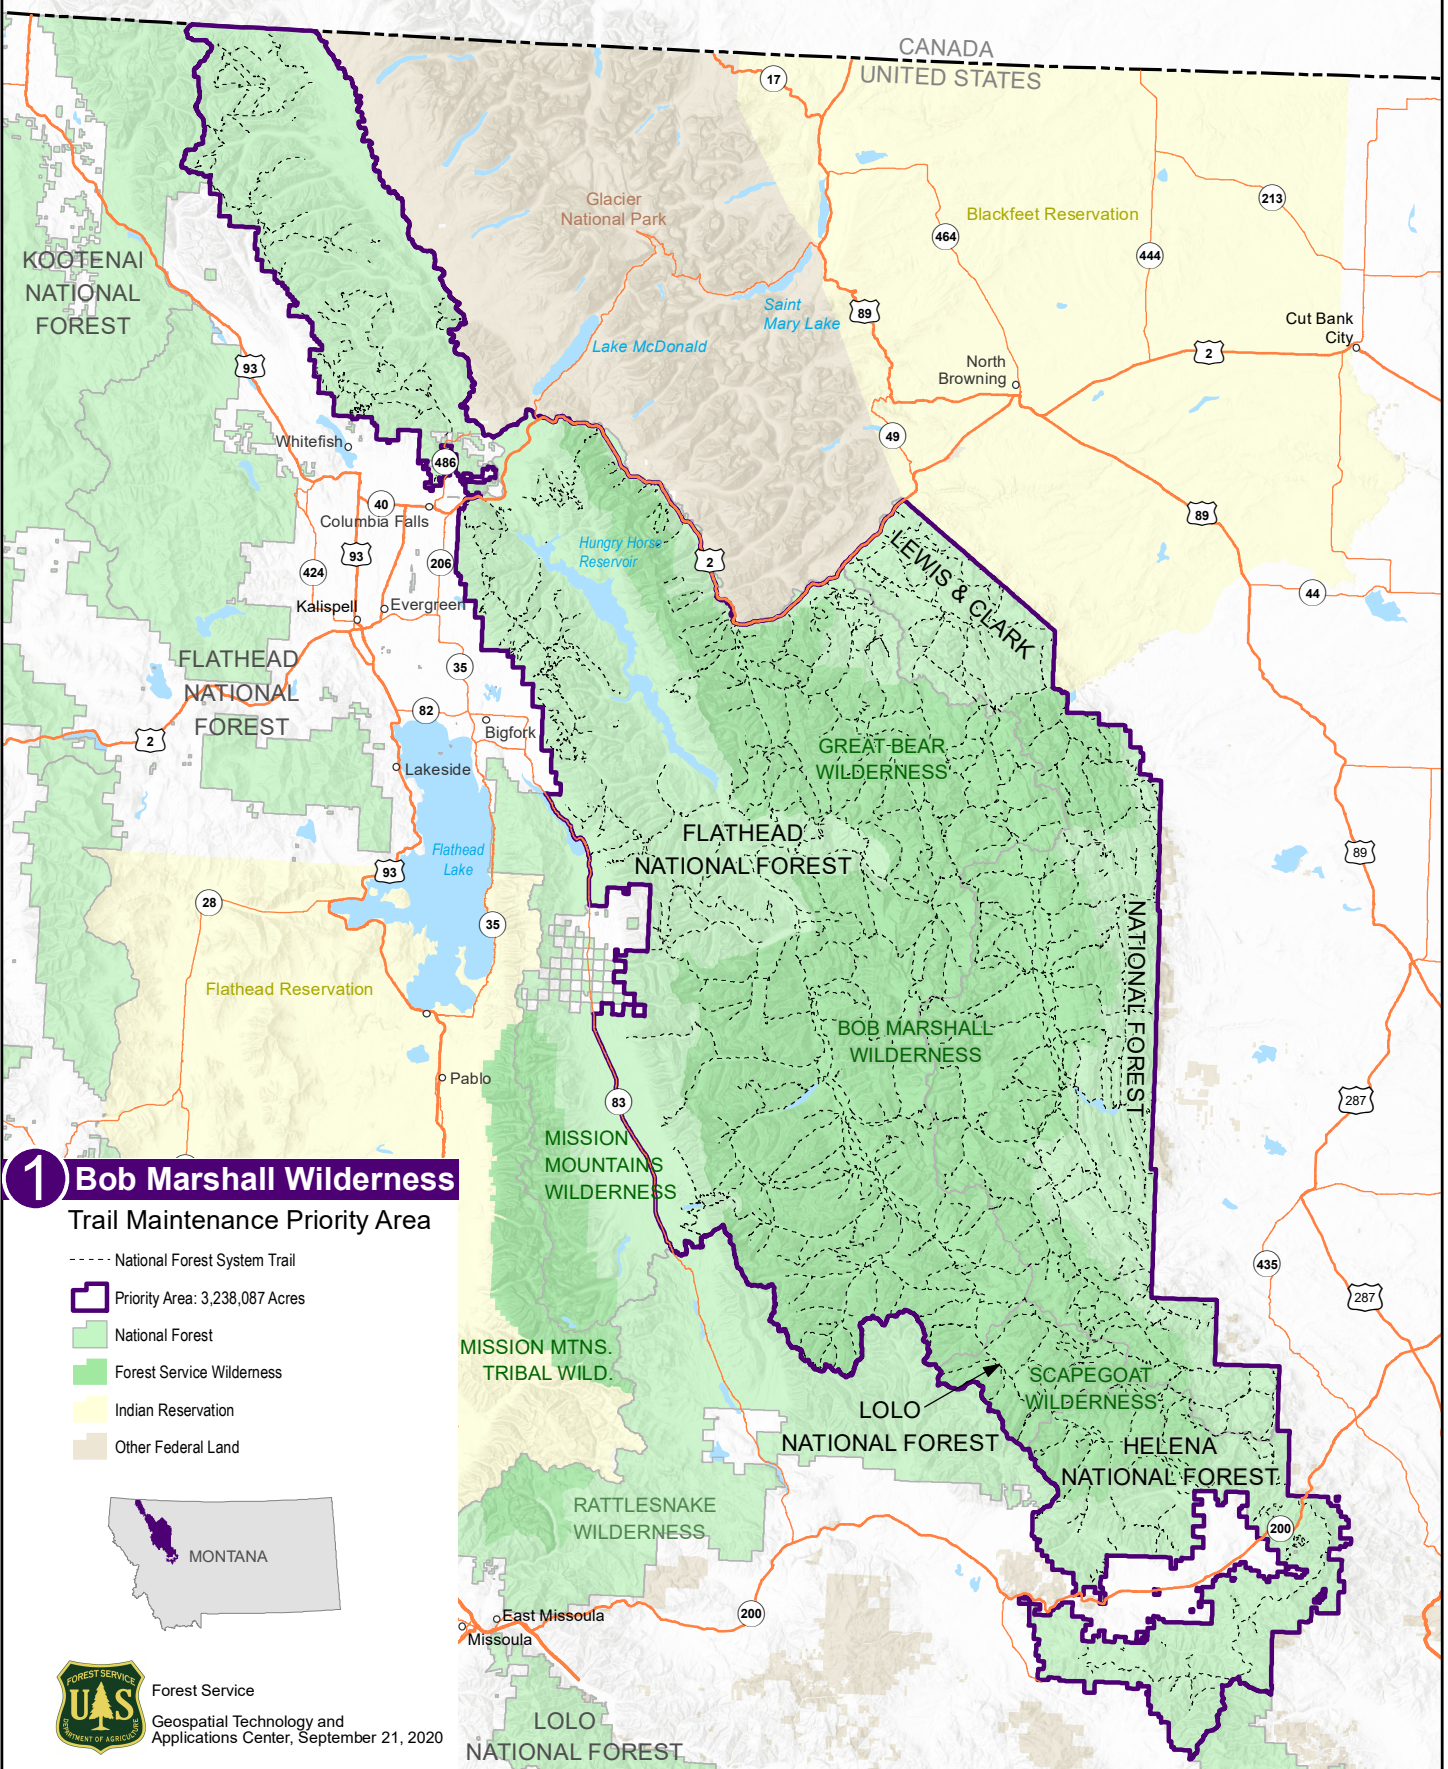 CANADA
UNITED STATES
17
Glacier
National Park
Blackfeet Reservation
213
464
444
KOOTENAI
NATIONAL
FOREST
Saint
Mary Lake
89
Cut Bank
City
Lake McDonald
2
93
North
Browning
49
Whitefish
486
40
Columbia Falls
89
Hungry Horse
Reservoir
2
LEWIS & CLARK
93
206
424
44
Kalispell
Evergreen
FLATHEAD
NATIONAL
FOREST
35
82
2
Bigfork
GREAT BEAR
WILDERNESS
Lakeside
FLATHEAD
NATIONAL FOREST
Flathead
Lake
89
93
28
35
NATIONAL FOREST
Flathead Reservation
BOB MARSHALL
WILDERNESS
Pablo
83
287
MISSION
MOUNTAINS
WILDERNESS
1 Bob Marshall Wilderness
Trail Maintenance Priority Area
National Forest System Trail
Priority Area: 3,238,087 Acres
National Forest
Forest Service Wilderness
Indian Reservation
Other Federal Land
435
287
MISSION MTNS.
TRIBAL WILD.
SCAPEGOAT
WILDERNESS
LOLO
NATIONAL FOREST
HELENA
NATIONAL FOREST
RATTLESNAKE
WILDERNESS
200
MONTANA
200
East Missoula
Missoula
FOREST SERVICE
UAS
DEPARTMENT OF AGRICULTURE
Forest Service
Geospatial Technology and
Applications Center, September 21, 2020
LOLO
NATIONAL FOREST